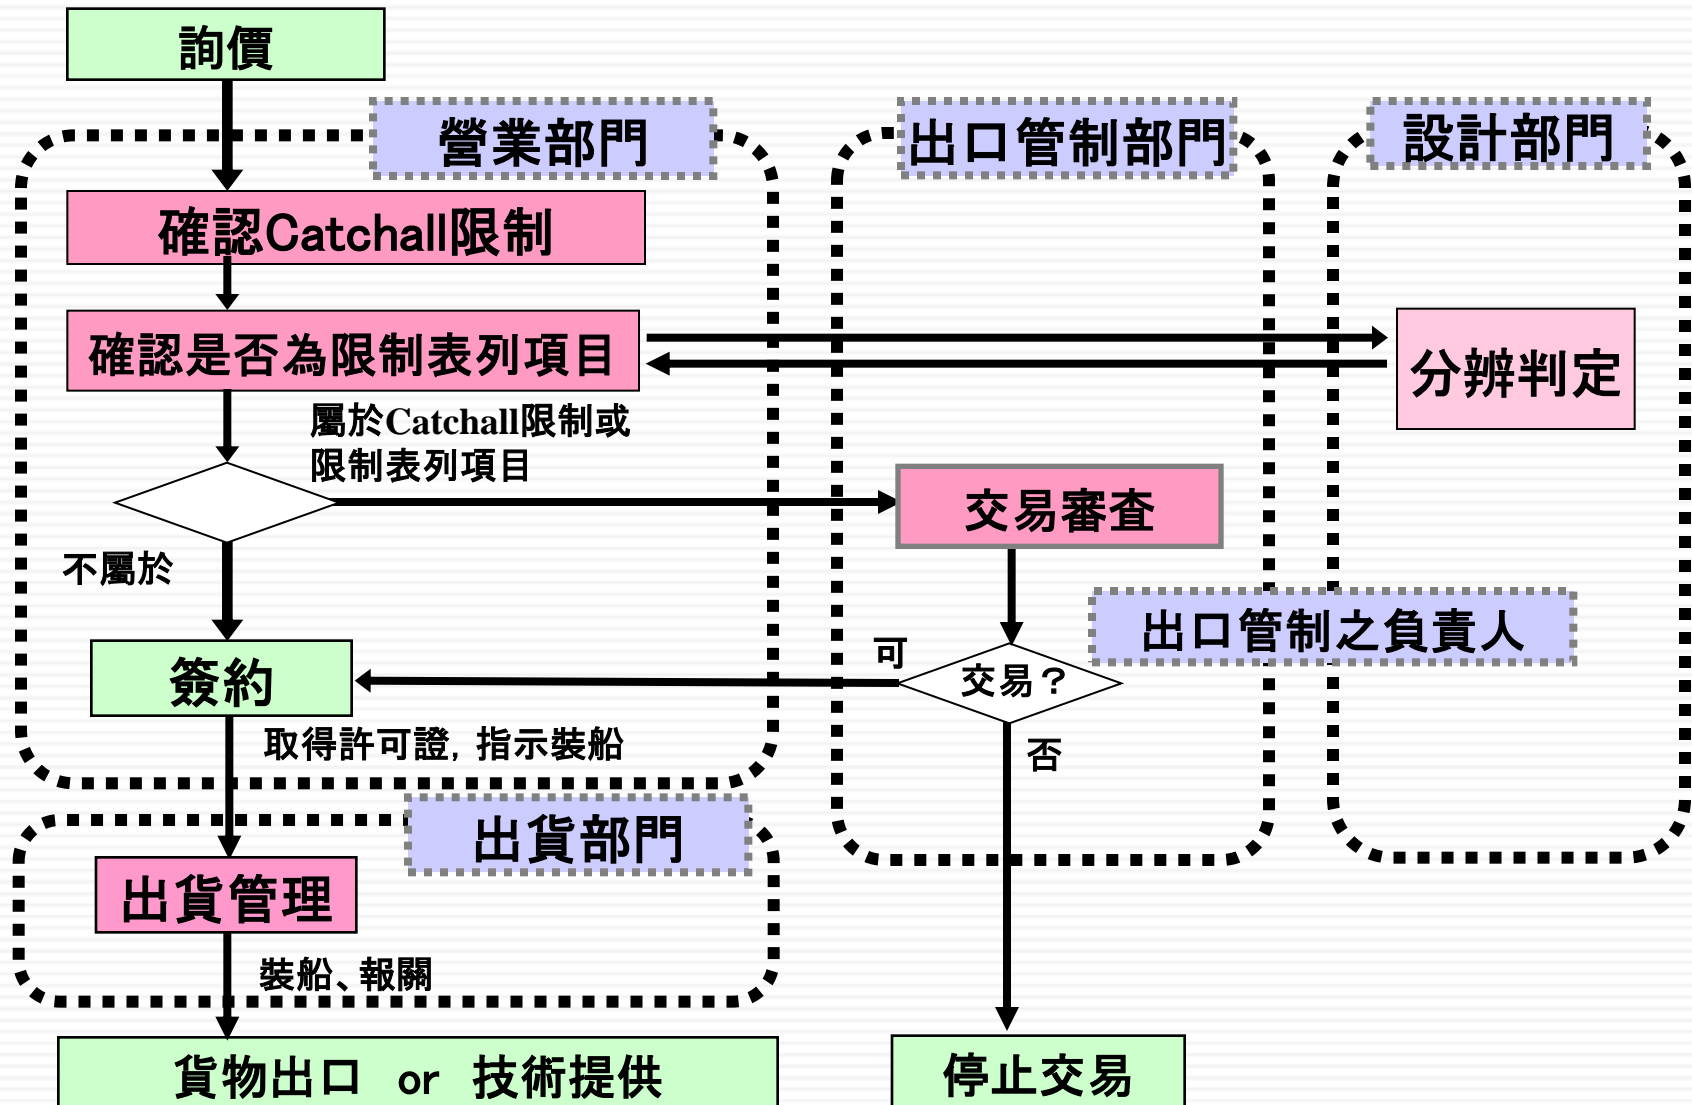 詢價
營業部門
出口管制部門
設計部門
確認Catchall限制
確認是否為限制表列項目
分辨判定
屬於Catchall限制或
限制表列項目
交易審查
不屬於
出口管制之負責人
可
交易？
簽約
取得許可證, 指示裝船
否
出貨部門
出貨管理
裝船、報關
貨物出口 or 技術提供
停止交易